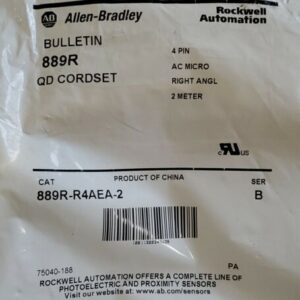 AB Allen-Bradley
Rockwell
Automation
BULLETIN
889R
QD CORDSET
4 PIN
AC MICRO
RIGHT ANGL
2 METER
PRODUCT OF CHINA
CAT
SER
889R-R4AEA-2
B
75040-188
PA
ROCKWELL AUTOMATION OFFERS A COMPLETE LINE OF
PHOTOELECTRIC AND PROXIMITY SENSORS
Visit our website at: www.ab.com/sensors